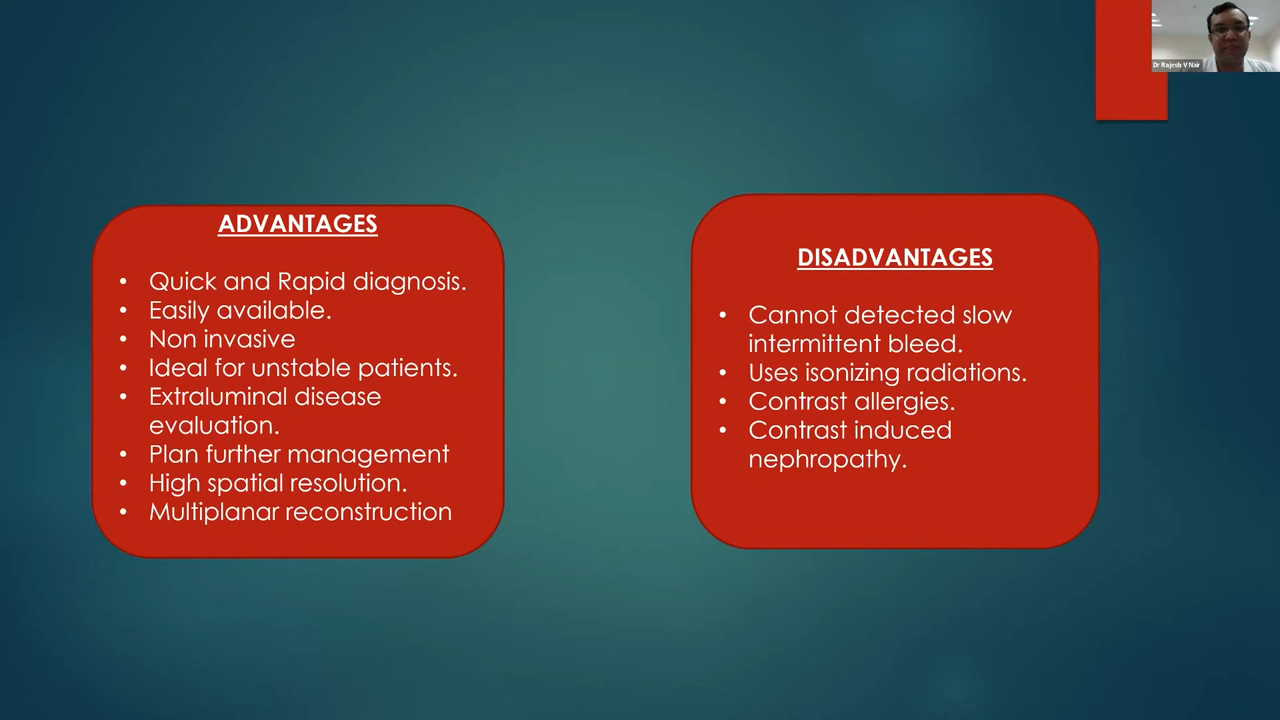 Dr Rajesh V Nair
ADVANTAGES
• Quick and Rapid diagnosis.
• Easily available.
• Non invasive
• Ideal for unstable patients.
• Extraluminal disease
evaluation.
• Plan further management
• High spatial resolution.
• Multiplanar reconstruction
DISADVANTAGES
• Cannot detected slow
intermittent bleed.
• Uses isonizing radiations.
• Contrast allergies.
• Contrast induced
nephropathy.